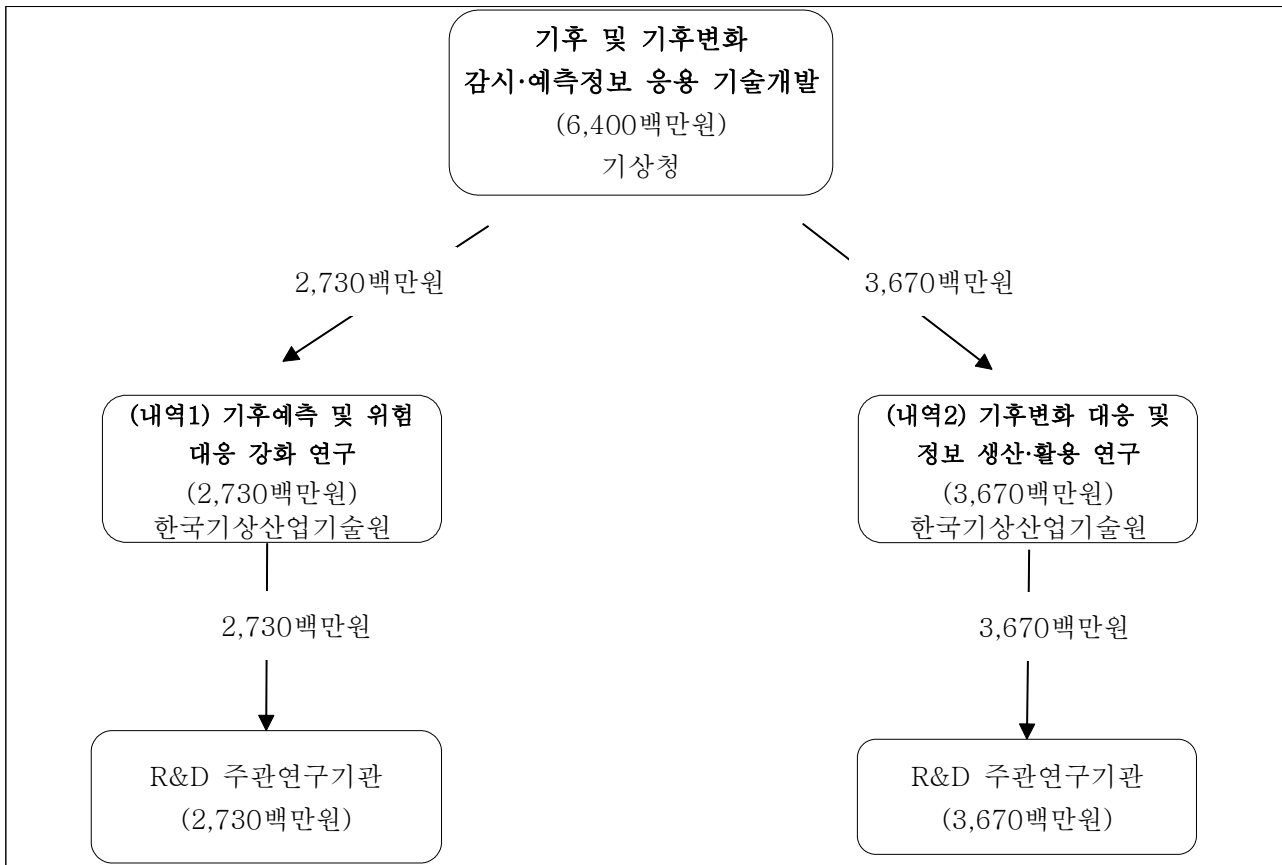 기후 및 기후변화
감시·예측정보 응용 기술개발
(6,400백만원)
기상청
2,730백만원
3,670백만원
(내역1) 기후예측 및 위험
대응 강화 연구
(2,730백만원)
한국기상산업기술원
(내역2) 기후변화 대응 및
정보 생산·활용 연구
(3,670백만원)
한국기상산업기술원
2,730백만원
3,670백만원
R&D 주관연구기관
(2,730백만원)
R&D 주관연구기관
(3,670백만원)